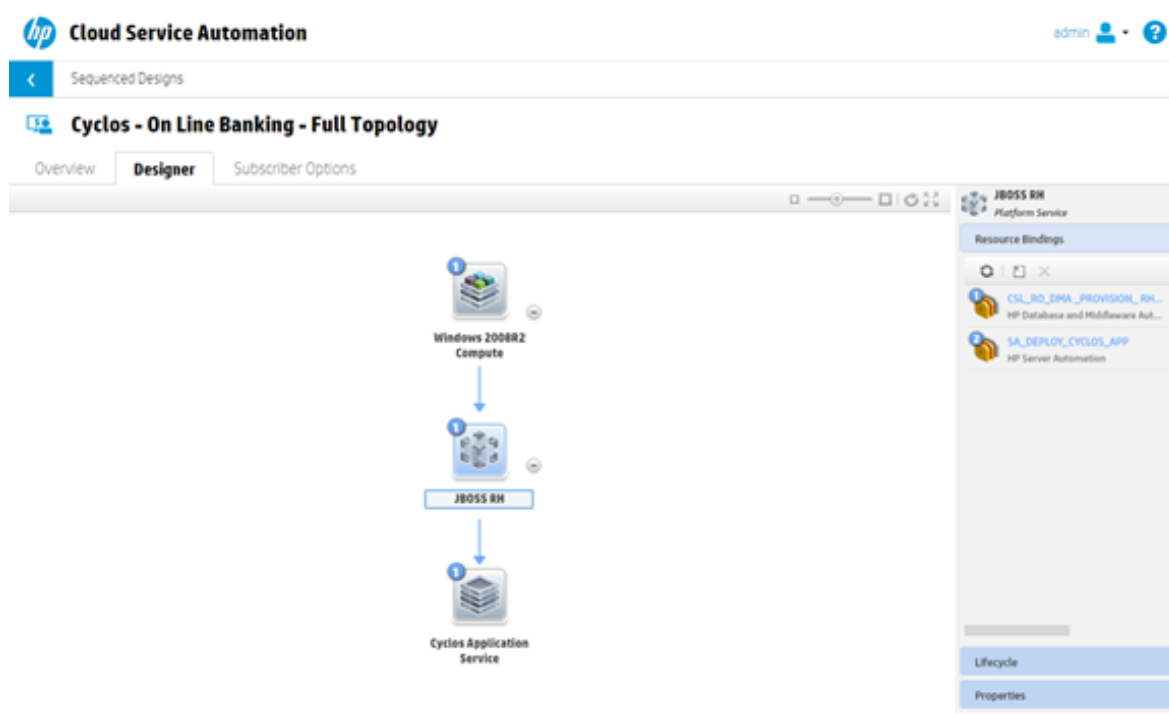 hp Cloud Service Automation
admin ?
Sequenced Designs
Cyclos - On Line Banking - Full Topology
Overview Designer Subscriber Options
JBOSS RH
Platform Service
Resource Bindings
1 CSL_RO_DMA_PROVISION_ RH...
HP Database and Middleware Aut...
2 SA_DEPLOY_CYCLOS_APP
HP Server Automation
1
Windows 2008R2
Compute
1
JBOSS RH
1
Cyclos Application
Service
Lifecycle
Properties